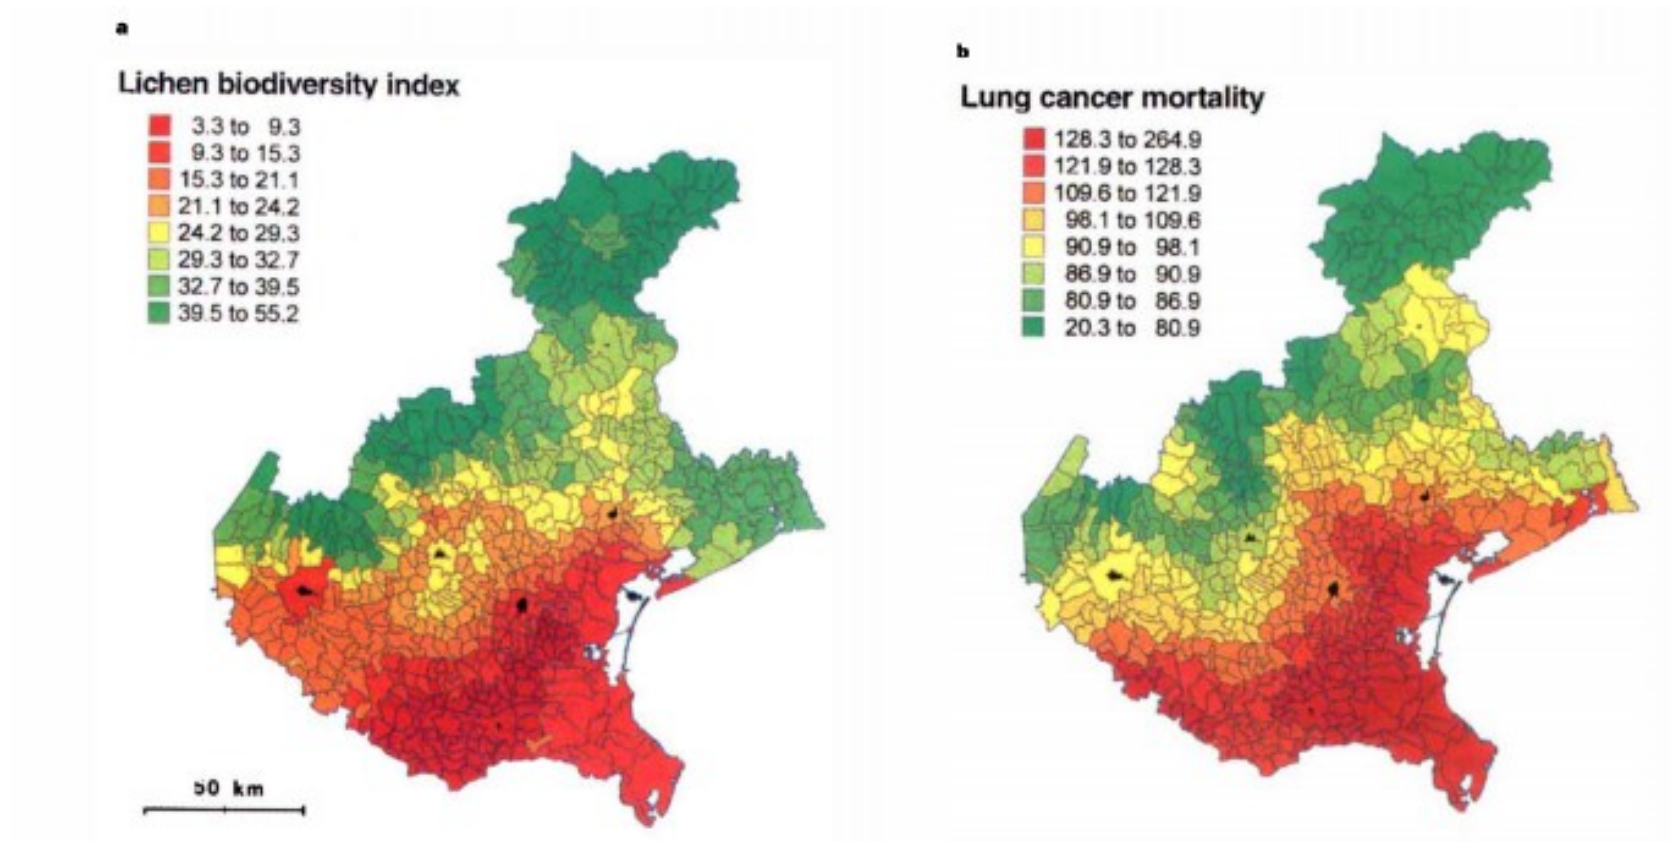 a
Lichen biodiversity index
3.3 to 9.3
9.3 to 15.3
15.3 to 21.1
21.1 to 24.2
24.2 to 29.3
29.3 to 32.7
32.7 to 39.5
39.5 to 55.2
50 km
b
Lung cancer mortality
128.3 to 264.9
121.9 to 128.3
109.6 to 121.9
98.1 to 109.6
90.9 to 98.1
86.9 to 90.9
80.9 to 86.9
20.3 to 80.9